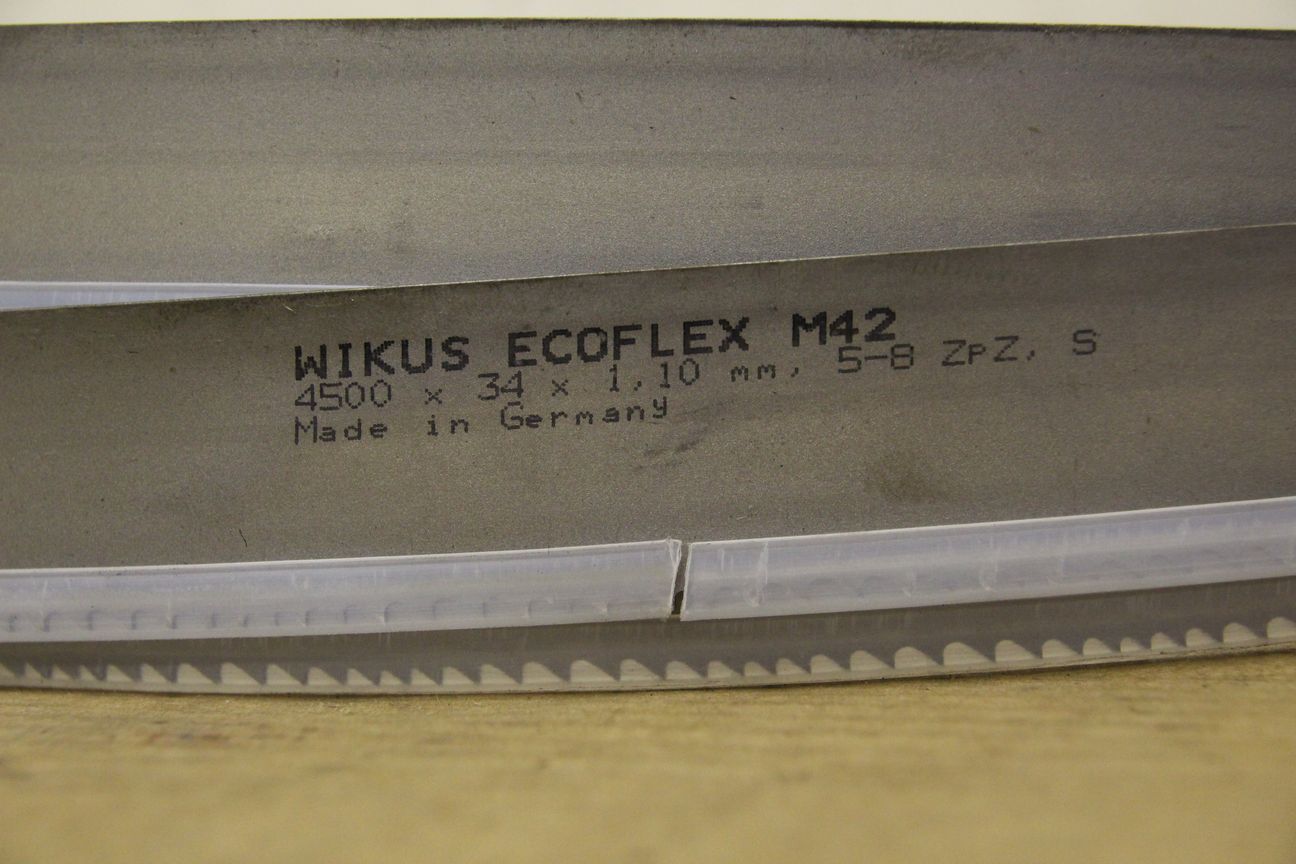 WIKUS ECOFLEX M42
4500 x 34 x 1,10 mm, 5-8 ZpZ, S
Made in Germany